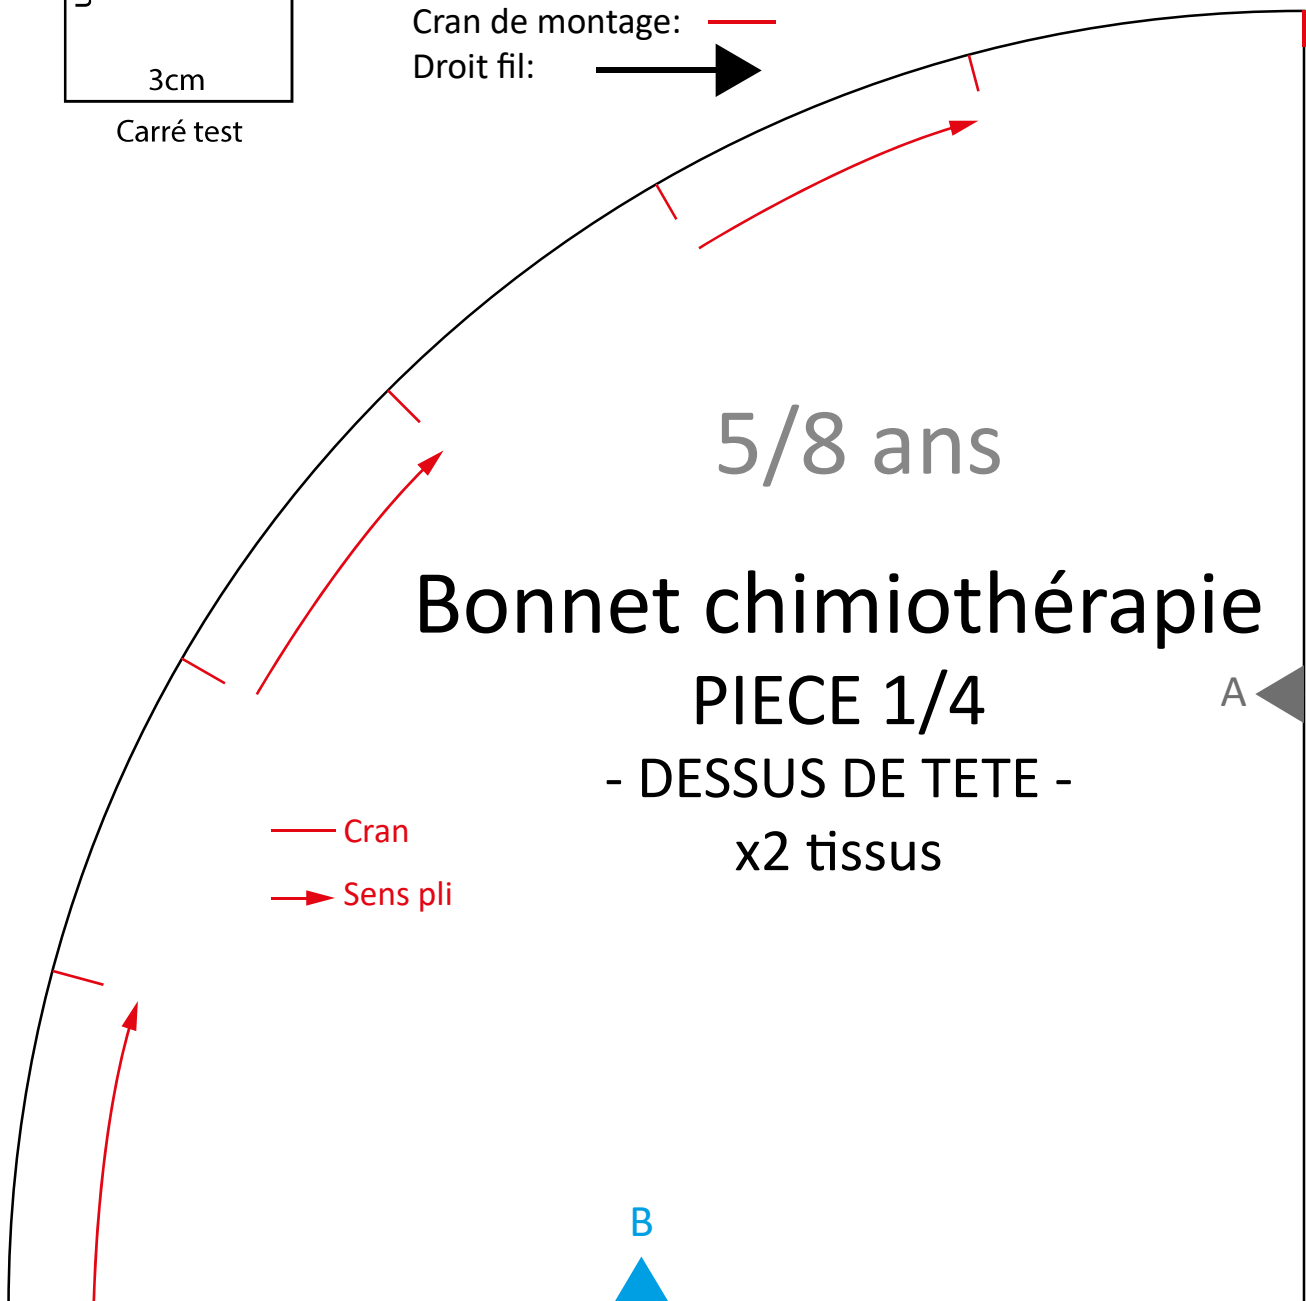 3cm
Carré test
Cran de montage:
Droit fil:
5/8 ans
Bonnet chimiothérapie
PIECE 1/4
- DESSUS DE TETE -
x2 tissus
A
Cran
Sens pli
B